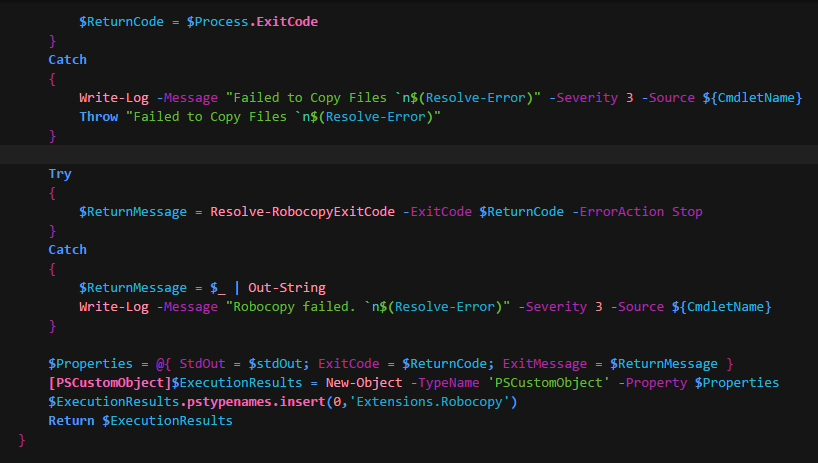 $ReturnCode = $Process.ExitCode
}
Catch
{
Write-Log -Message "Failed to Copy Files `n$(Resolve-Error)" -Severity 3 -Source ${CmdletName}
Throw "Failed to Copy Files `n$(Resolve-Error)"
}
Try
{
$ReturnMessage = Resolve-RobocopyExitCode -ExitCode $ReturnCode -ErrorAction Stop
}
Catch
{
$ReturnMessage = $_ | Out-String
Write-Log -Message "Robocopy failed. `n$(Resolve-Error)" -Severity 3 -Source ${CmdletName}
}
$Properties = @{ StdOut = $stdOut; ExitCode = $ReturnCode; ExitMessage = $ReturnMessage }
[PSCustomObject]$ExecutionResults = New-Object -TypeName 'PSCustomObject' -Property $Properties
$ExecutionResults.pstypenames.insert(0,'Extensions.Robocopy')
Return $ExecutionResults
}